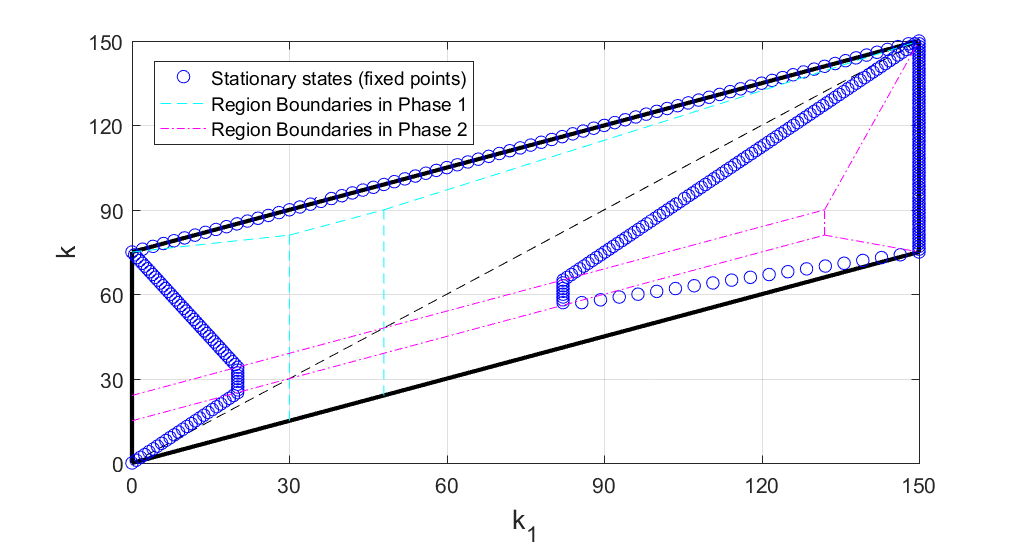 150
120
90
60
30
0
k
Stationary states (fixed points)
Region Boundaries in Phase 1
Region Boundaries in Phase 2
0 30 60 90 120 150
k1